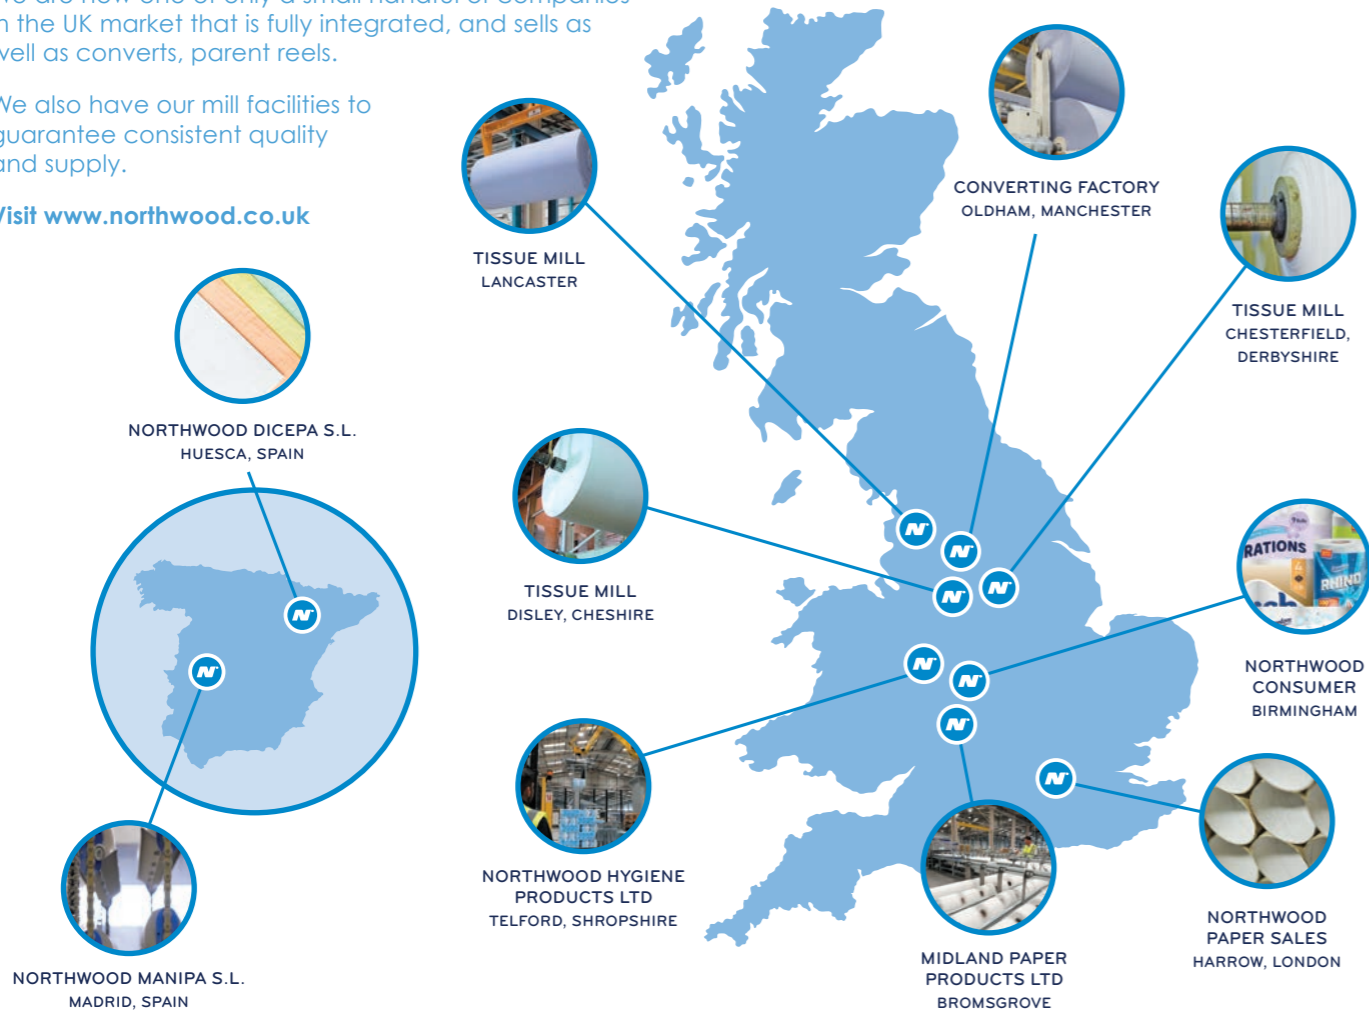 in the UK market that is fully integrated, and sells as
well as converts, parent reels.
We also have our mill facilities to
guarantee consistent quality
and supply.
Visit www.northwood.co.uk
TISSUE MILL
LANCASTER
CONVERTING FACTORY
OLDHAM, MANCHESTER
TISSUE MILL
CHESTERFIELD,
DERBYSHIRE
NORTHWOOD DICEPA S.L.
HUESCA, SPAIN
TISSUE MILL
DISLEY, CHESHIRE
RATIONS
RHINO
NORTHWOOD
CONSUMER
BIRMINGHAM
NORTHWOOD HYGIENE
PRODUCTS LTD
TELFORD, SHROPSHIRE
NORTHWOOD
PAPER SALES
HARROW, LONDON
MIDLAND PAPER
PRODUCTS LTD
BROMSGROVE
NORTHWOOD MANIPA S.L.
MADRID, SPAIN
N
N
N
N
N
N
N
N
N
N